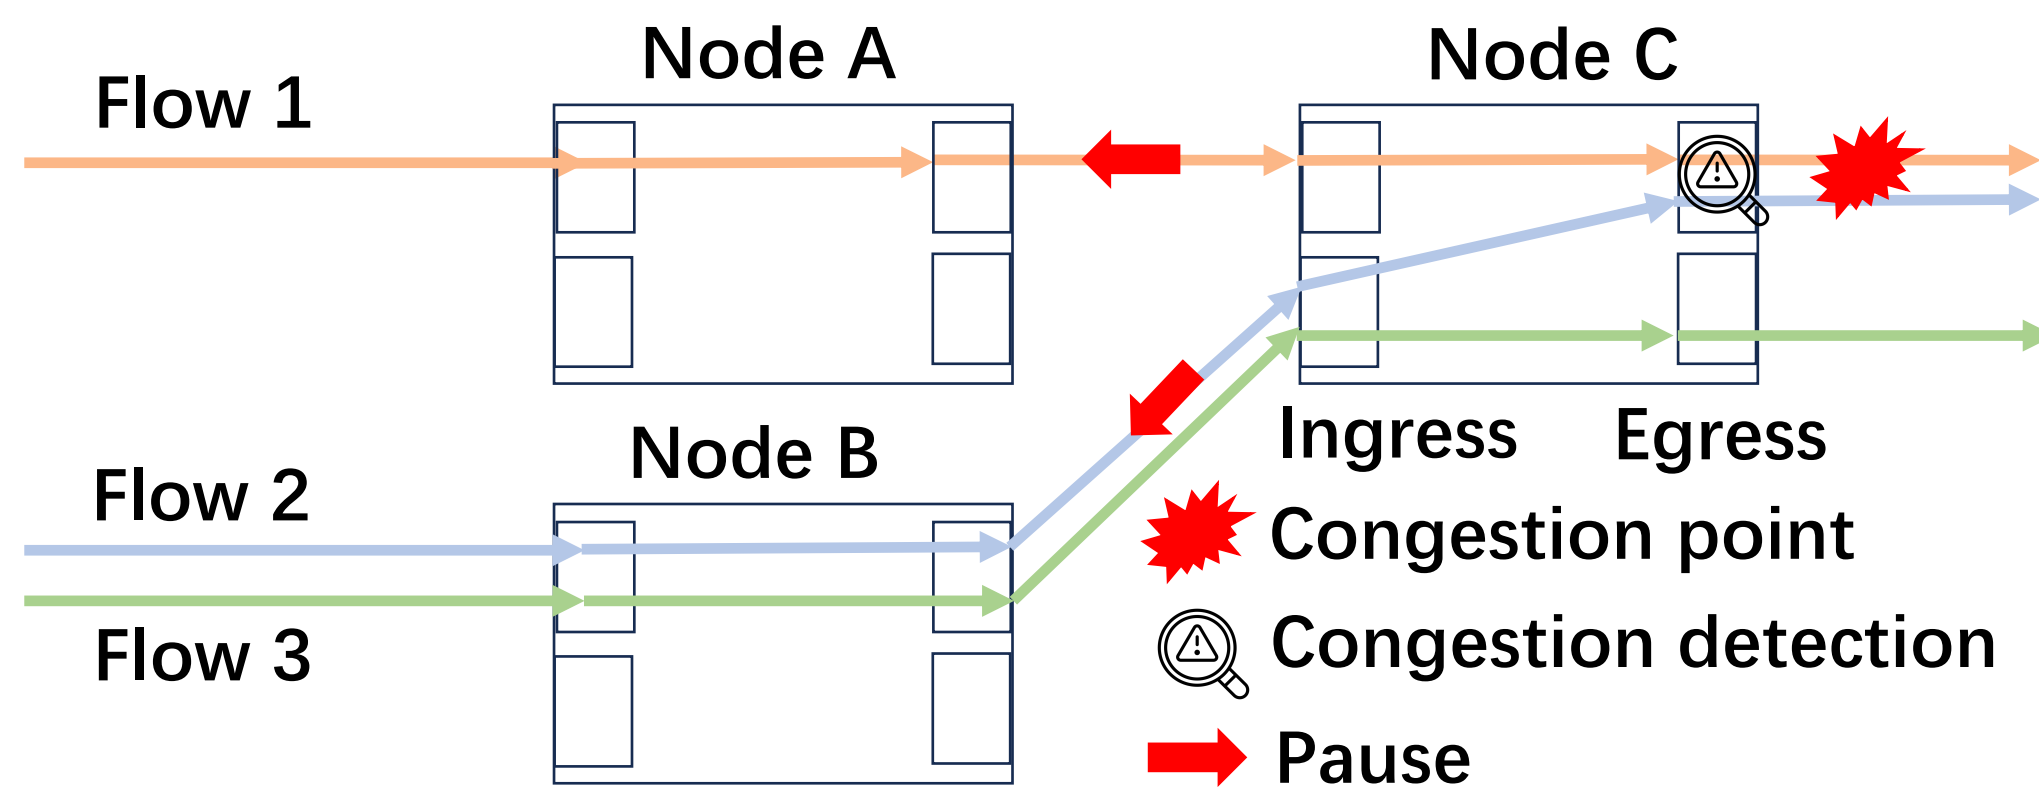 Node A
Node C
Flow 1
Node B
Ingress
Egress
Flow 2
Congestion point
Flow 3
Congestion detection
Pause